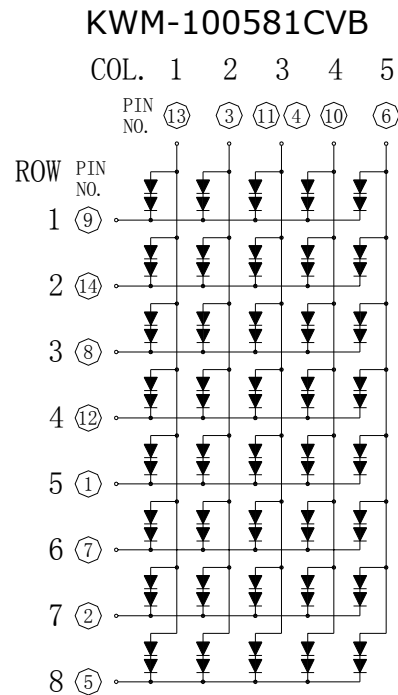 KWM-100581CVB
COL. 1 2 3 4 5
PIN NO. 13 3 11 4 10 6
ROW PIN NO.
1 9
2 14
3 8
4 12
5 1
6 7
7 2
8 5